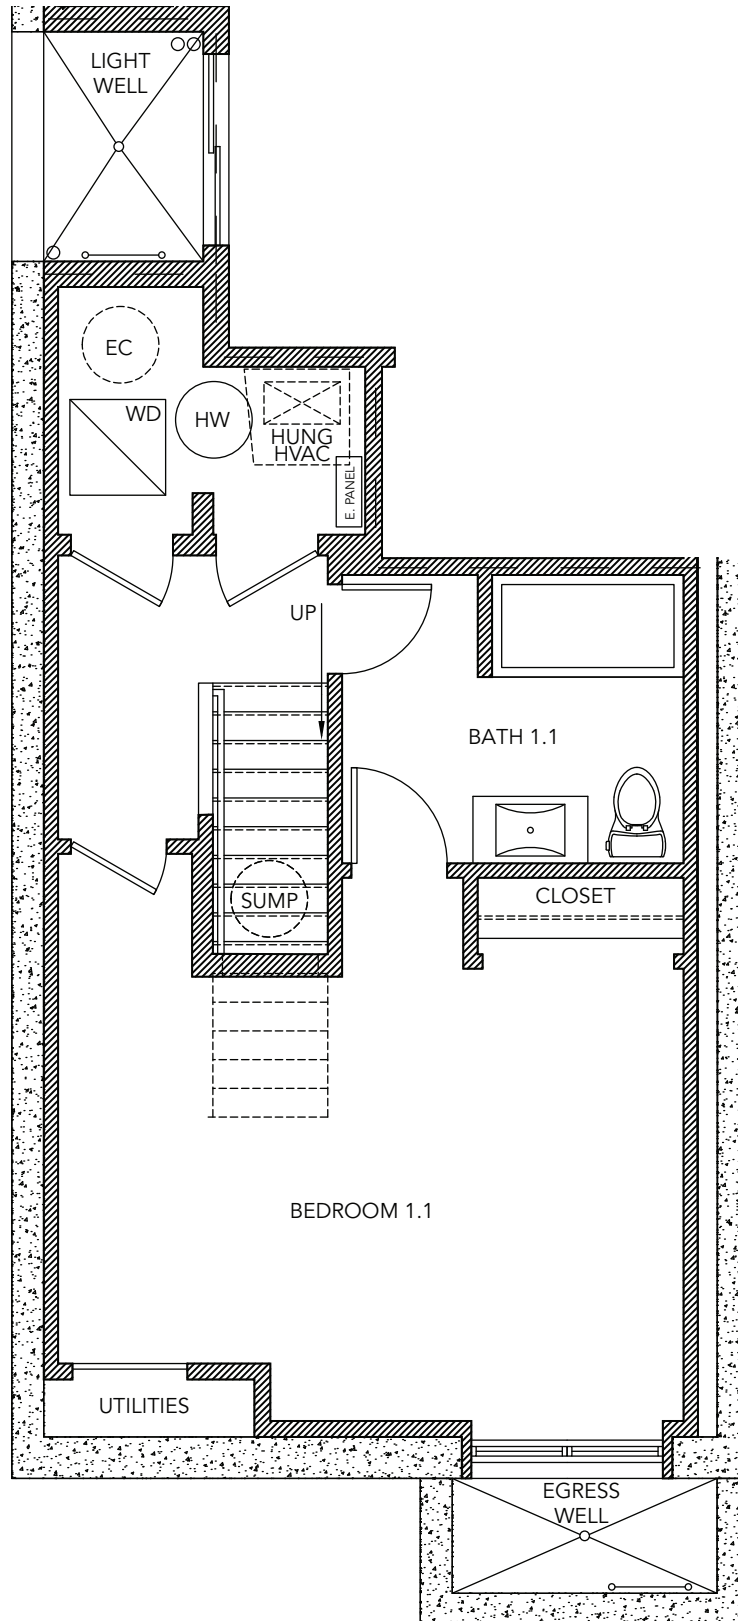 LIGHT
WELL
EC
WD
HW
HUNG
HVAC
E. PANEL
UP
BATH 1.1
SUMP
CLOSET
BEDROOM 1.1
UTILITIES
EGRESS
WELL